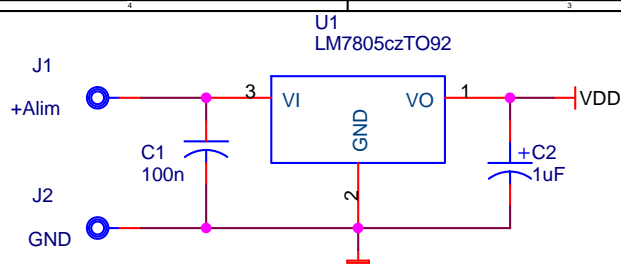 4
3
U1
LM7805czTO92
J1
+Alim
3
VI
VO
1
VDD
GND
C1
100n
+
C2
1uF
2
J2
GND